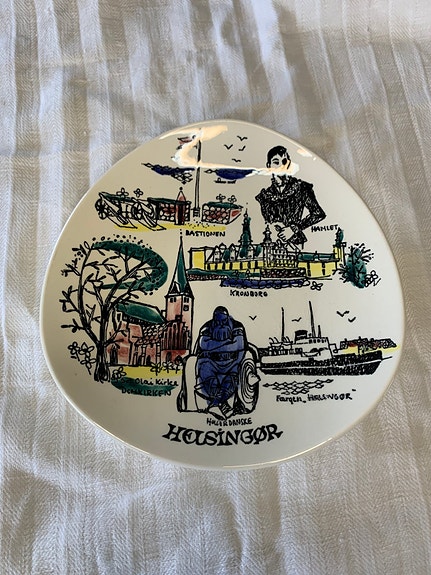 BASTIONEN
HAMLET
KRONBORG
Olai Kirke
DOMKIRKEN
Færgen „HELSINGØR"
HOLGER DANSKE
HELSINGØR